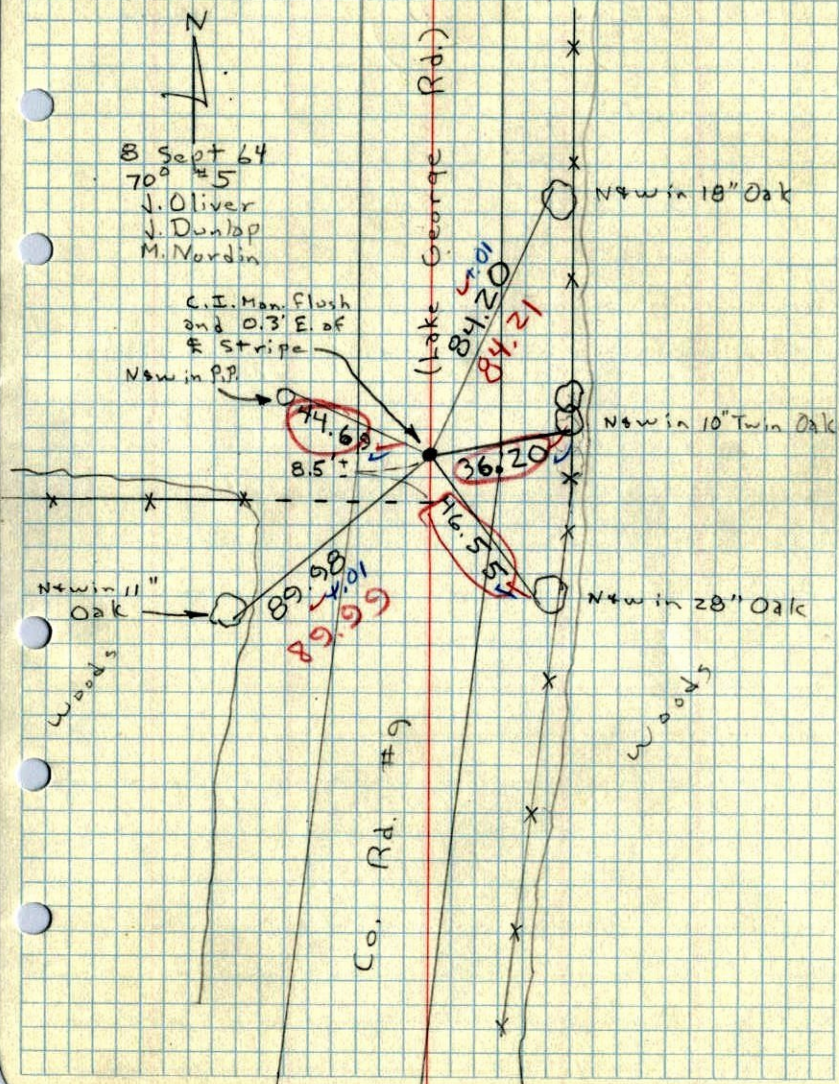 N
8 Sept 64
70° #5
J. Oliver
J. Dunlap
M. Nordin
(Lake George Rd.)
N&W in 18" Oak
C.I. Mon. flush
and 0.3' E. of
℄ Stripe
N&W in P.P.
+.01
84.20
84.21
44.69
8.5'±
36.20
N&W in 10" Twin Oak
46.55
N&W in 11"
Oak
89.98
+.01
89.99
N&W in 28" Oak
Woods
Woods
Co. Rd. #9